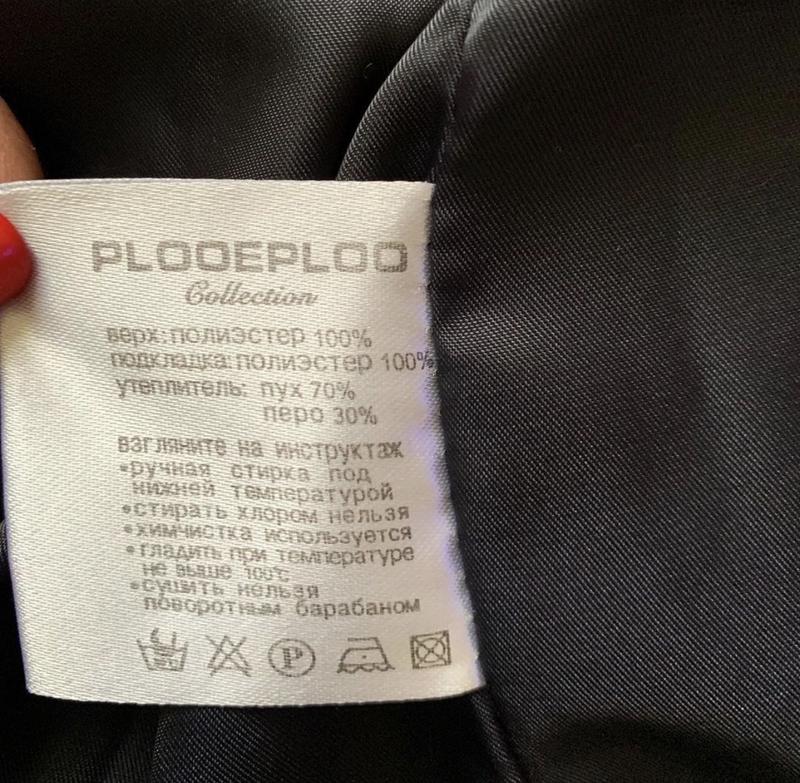 PLOOEPLOO
Collection
верх:полиэстер 100%
подкладка:полиэстер 100%
утеплитель: пух 70%
перо 30%
взгляните на инструктаж
•ручная стирка под
нижней температурой
•стирать хлором нельзя
•химчистка используется
•гладить при температуре
не выше 100℃
•сушить нельзя
поворотным барабаном
P